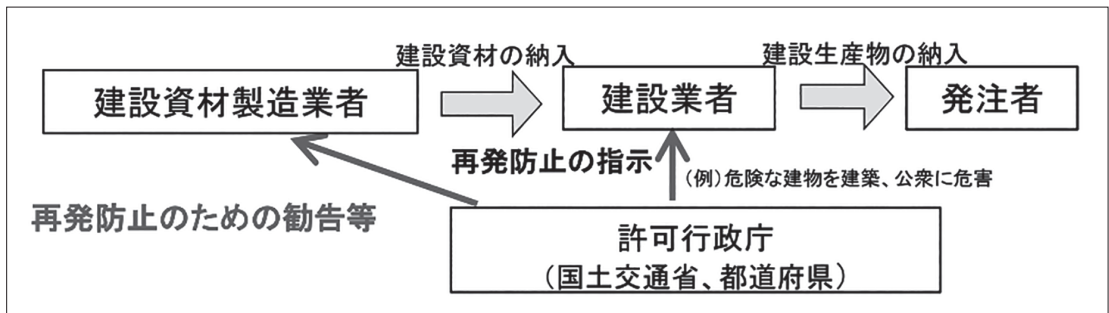 建設資材の納入
建設生産物の納入
建設資材製造業者
建設業者
発注者
再発防止の指示
(例)危険な建物を建築、公衆に危害
再発防止のための勧告等
許可行政庁
(国土交通省、都道府県)